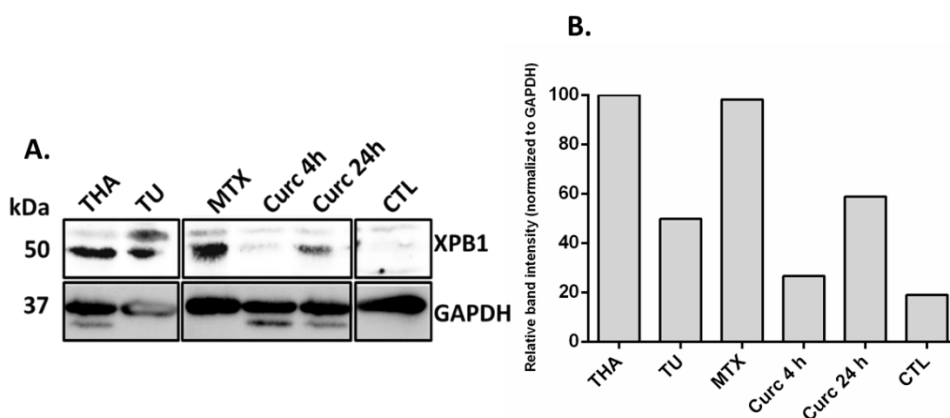 A.
kDa
THA
TU
MTX
Curc 4h
Curc 24h
CTL
50
XPB1
37
GAPDH
B.
Relative band intensity (normalized to GAPDH)
100
80
60
40
20
0
THA
TU
MTX
Curc 4 h
Curc 24 h
CTL